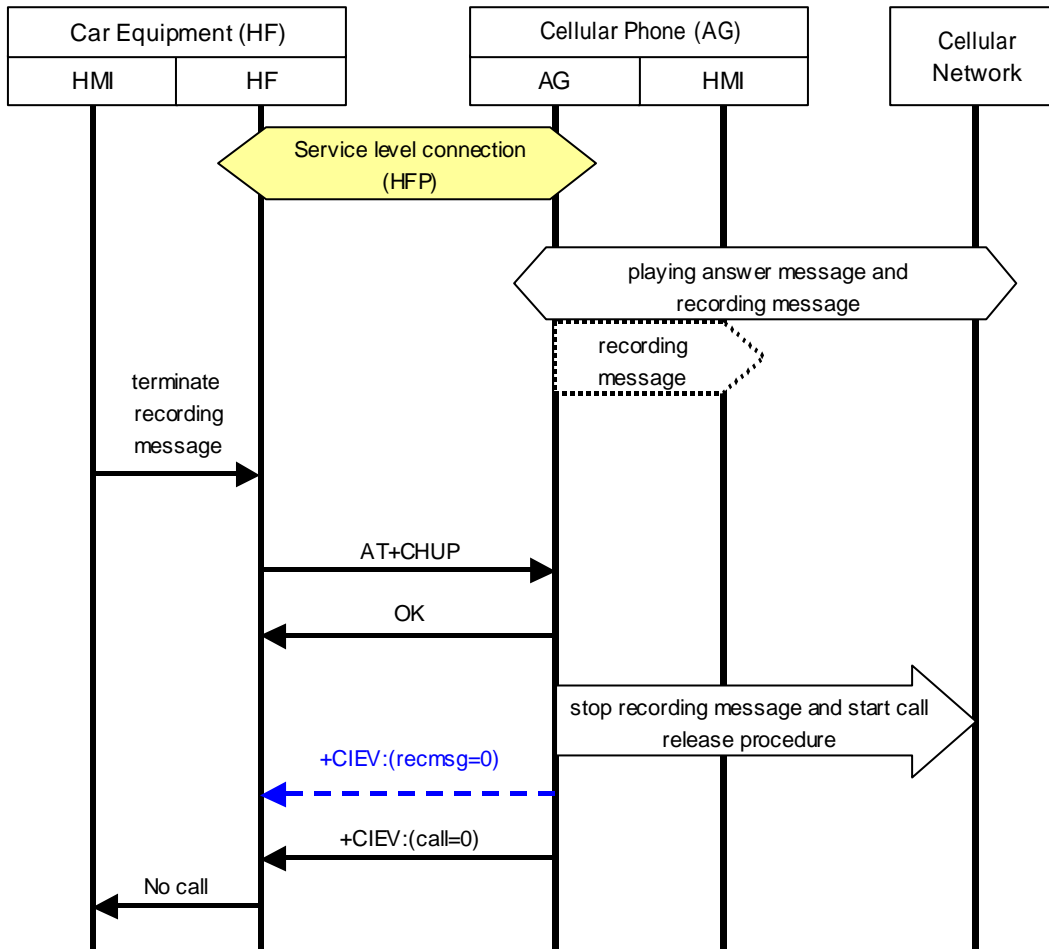 Car Equipment (HF)
Cellular Phone (AG)
Cellular
Network
HMI
HF
AG
HMI
Service level connection
(HFP)
playing answer message and
recording message
recording
message
terminate
recording
message
AT+CHUP
OK
stop recording message and start call
release procedure
+CIEV:(recmsg=0)
+CIEV:(call=0)
No call